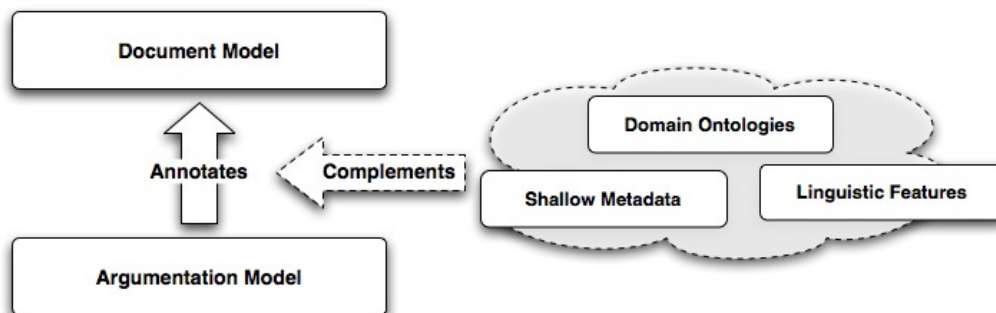 Document Model
Domain Ontologies
Annotates
Complements
Shallow Metadata
Linguistic Features
Argumentation Model